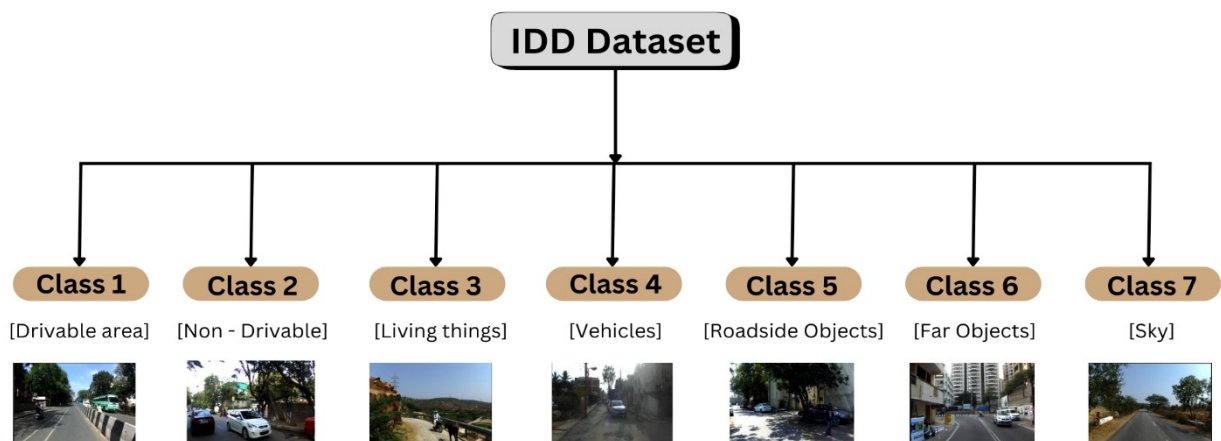 IDD Dataset
Class 1
Class 2
Class 3
Class 4
Class 5
Class 6
Class 7
[Drivable area]
[Non - Drivable]
[Living things]
[Vehicles]
[Roadside Objects]
[Far Objects]
[Sky]